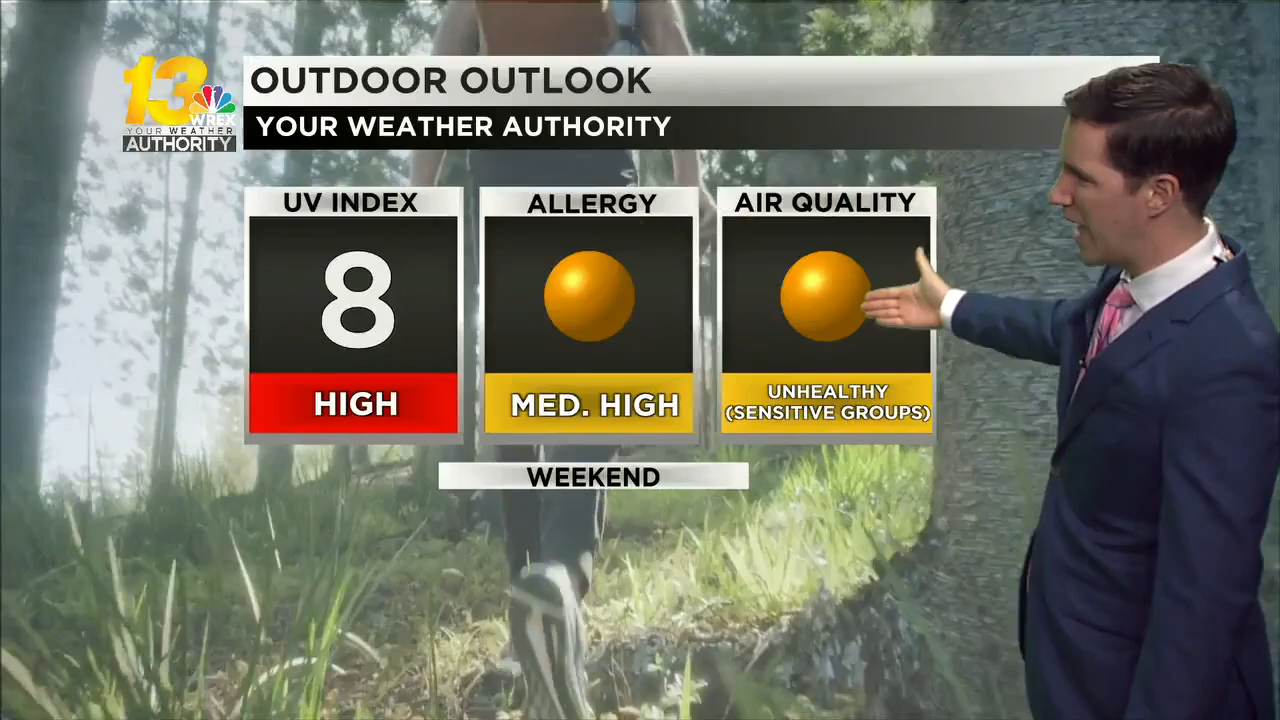 13
WREX
YOUR WEATHER
AUTHORITY
OUTDOOR OUTLOOK
YOUR WEATHER AUTHORITY
UV INDEX
8
HIGH
ALLERGY
MED. HIGH
AIR QUALITY
UNHEALTHY
(SENSITIVE GROUPS)
WEEKEND